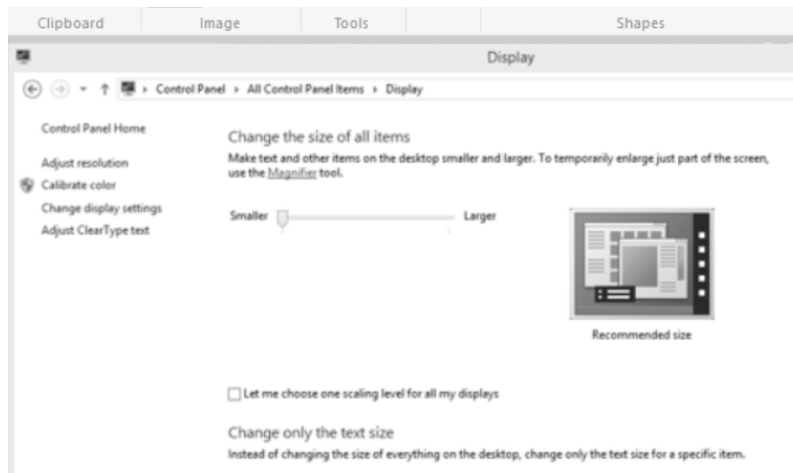 Clipboard Image Tools Shapes
Display
Control Panel All Control Panel Items Display
Control Panel Home
Adjust resolution
Calibrate color
Change display settings
Adjust ClearType text
Change the size of all items
Make text and other items on the desktop smaller and larger. To temporarily enlarge just part of the screen,
use the Magnifier tool.
Smaller Larger
Recommended size
Let me choose one scaling level for all my displays
Change only the text size
Instead of changing the size of everything on the desktop, change only the text size for a specific item.